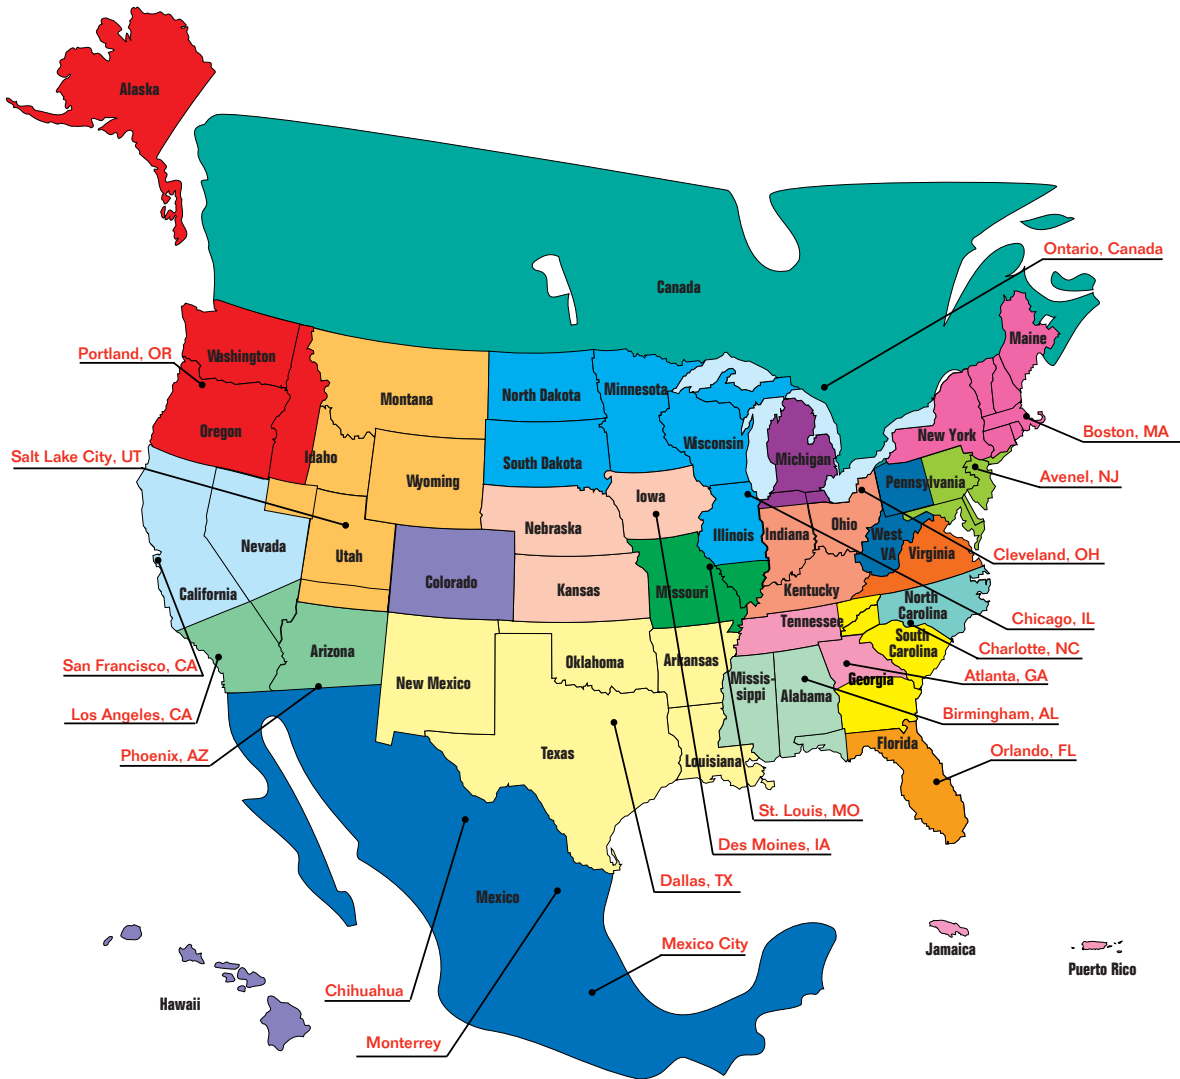 Alaska
Ontario, Canada
Canada
Maine
Washington
Portland, OR
North Dakota
Minnesota
Montana
Oregon
New York
Boston, MA
Wisconsin
Salt Lake City, UT
Idaho
South Dakota
Michigan
Wyoming
Pennsylvania
Avenel, NJ
Iowa
Nebraska
Ohio
Illinois
Indiana
West
VA
Virginia
Nevada
Utah
Cleveland, OH
Colorado
Kansas
Missouri
Kentucky
California
North
Carolina
Chicago, IL
Tennessee
South
Carolina
Charlotte, NC
Arizona
Oklahoma
Arkansas
San Francisco, CA
New Mexico
Missis-
sippi
Alabama
Georgia
Atlanta, GA
Los Angeles, CA
Birmingham, AL
Phoenix, AZ
Texas
Louisiana
Florida
Orlando, FL
St. Louis, MO
Des Moines, IA
Dallas, TX
Mexico
Mexico City
Jamaica
Puerto Rico
Chihuahua
Hawaii
Monterrey